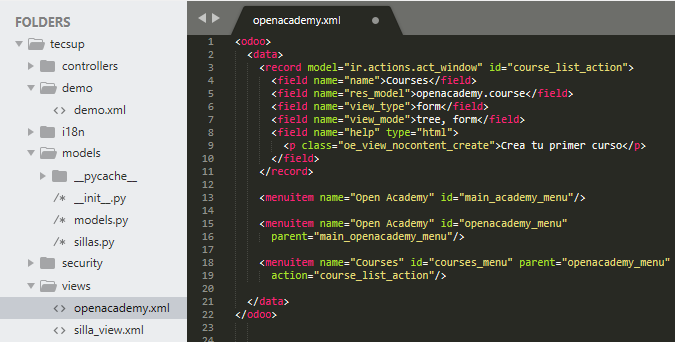 FOLDERS
tecsup
controllers
demo
<> demo.xml
i18n
models
__pycache__
/* __init__.py
/* models.py
/* sillas.py
security
views
<> openacademy.xml
<> silla_view.xml
openacademy.xml
1 <odoo>
2 <data>
3 <record model="ir.actions.act_window" id="course_list_action">
4 <field name="name">Courses</field>
5 <field name="res_model">openacademy.course</field>
6 <field name="view_type">form</field>
7 <field name="view_mode">tree, form</field>
8 <field name="help" type="html">
9 <p class="oe_view_nocontent_create">Crea tu primer curso</p>
10 </field>
11 </record>
12
13 <menuitem name="Open Academy" id="main_academy_menu"/>
14
15 <menuitem name="Open Academy" id="openacademy_menu"
16 parent="main_openacademy_menu"/>
17
18 <menuitem name="Courses" id="courses_menu" parent="openacademy_menu"
19 action="course_list_action"/>
20
21 </data>
22 </odoo>
23
24